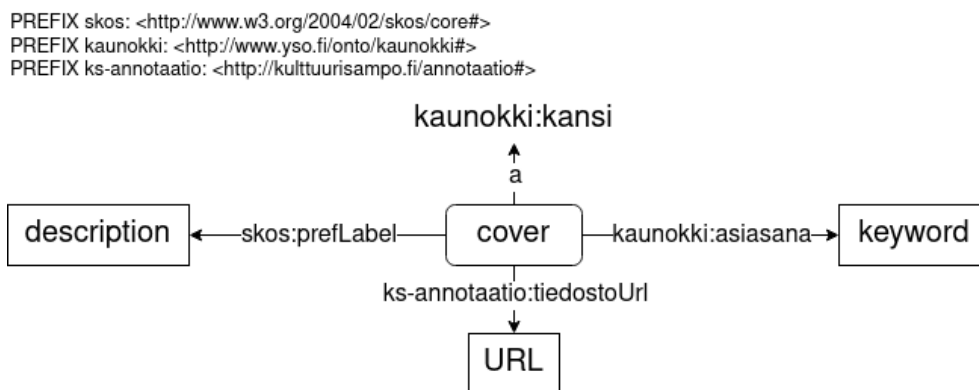 PREFIX skos: <http://www.w3.org/2004/02/skos/core#>
PREFIX kaunokki: <http://www.yso.fi/onto/kaunokki#>
PREFIX ks-annotaatio: <http://kulttuurisampo.fi/annotaatio#>
kaunokki:kansi
a
description
skos:prefLabel
cover
kaunokki:asiasana
keyword
ks-annotaatio:tiedostoUrl
URL